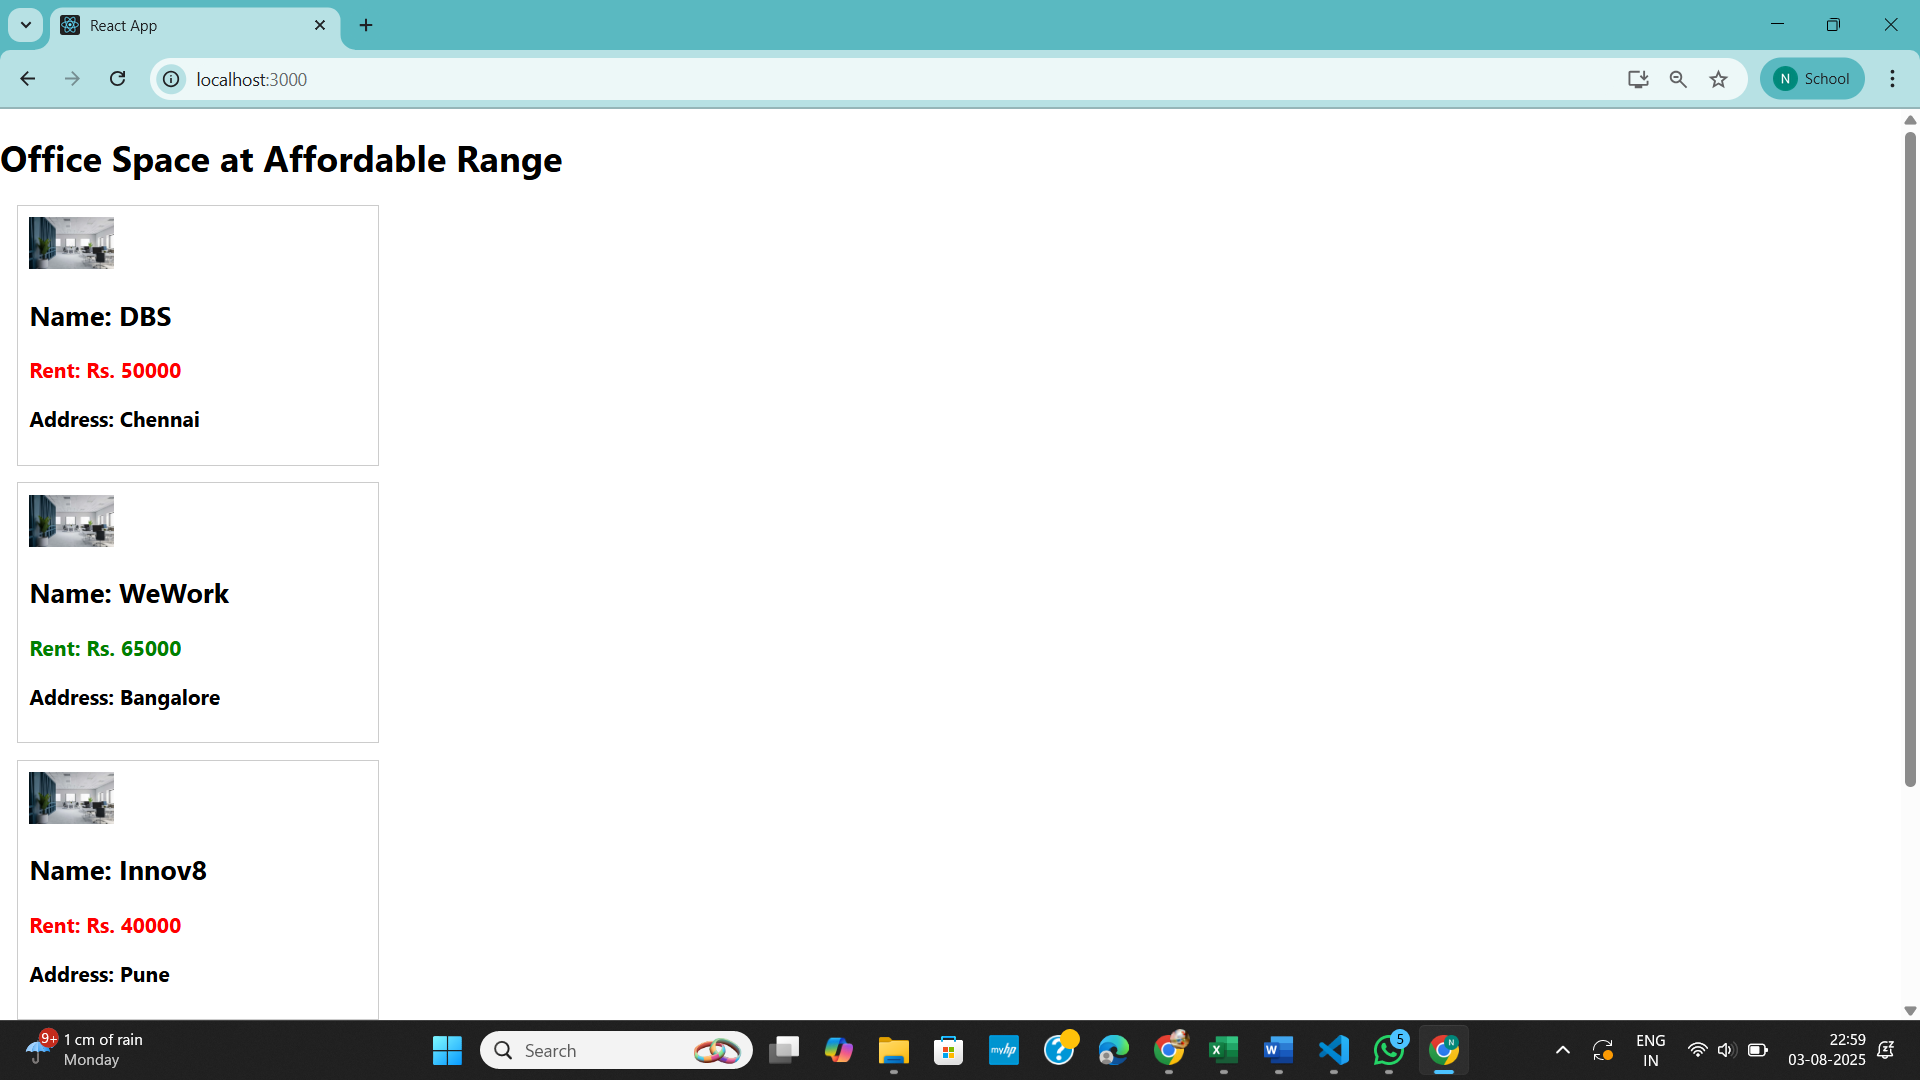 React App
localhost:3000
N School
Office Space at Affordable Range
Name: DBS
Rent: Rs. 50000
Address: Chennai
Name: WeWork
Rent: Rs. 65000
Address: Bangalore
Name: Innov8
Rent: Rs. 40000
Address: Pune
9+
1 cm of rain
Monday
Search
myhp
5
N
ENG
IN
22:59
03-08-2025